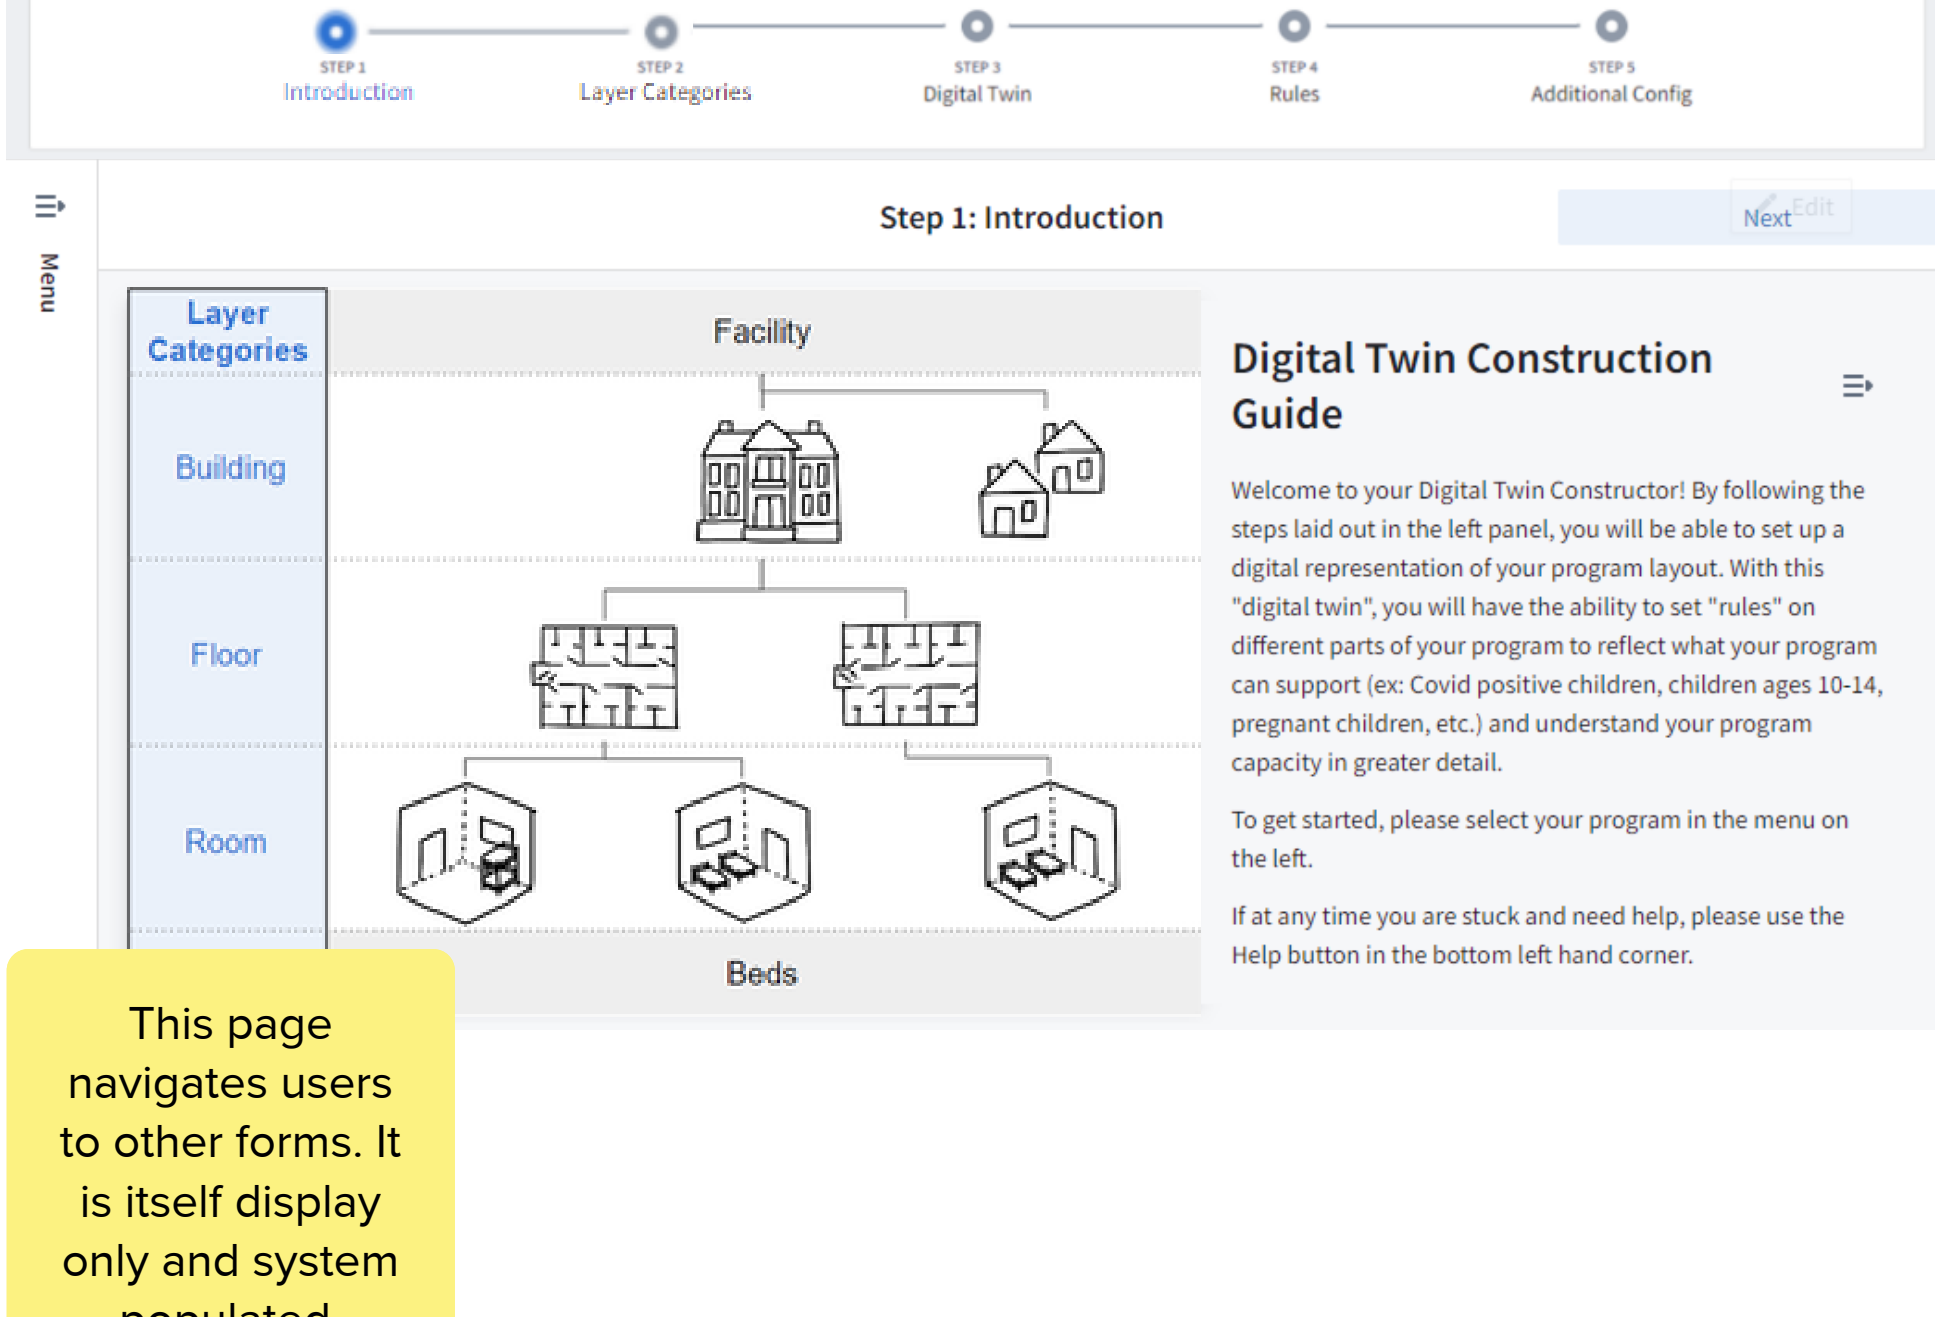 STEP 1
Introduction
STEP 2
Layer Categories
STEP 3
Digital Twin
STEP 4
Rules
STEP 5
Additional Config
Menu
Step 1: Introduction
Edit
Next
Layer
Categories
Facility
Building
Floor
Room
Beds
Digital Twin Construction
Guide
Welcome to your Digital Twin Constructor! By following the
steps laid out in the left panel, you will be able to set up a
digital representation of your program layout. With this
"digital twin", you will have the ability to set "rules" on
different parts of your program to reflect what your program
can support (ex: Covid positive children, children ages 10-14,
pregnant children, etc.) and understand your program
capacity in greater detail.
To get started, please select your program in the menu on
the left.
If at any time you are stuck and need help, please use the
Help button in the bottom left hand corner.
This page
navigates users
to other forms. It
is itself display
only and system
populated